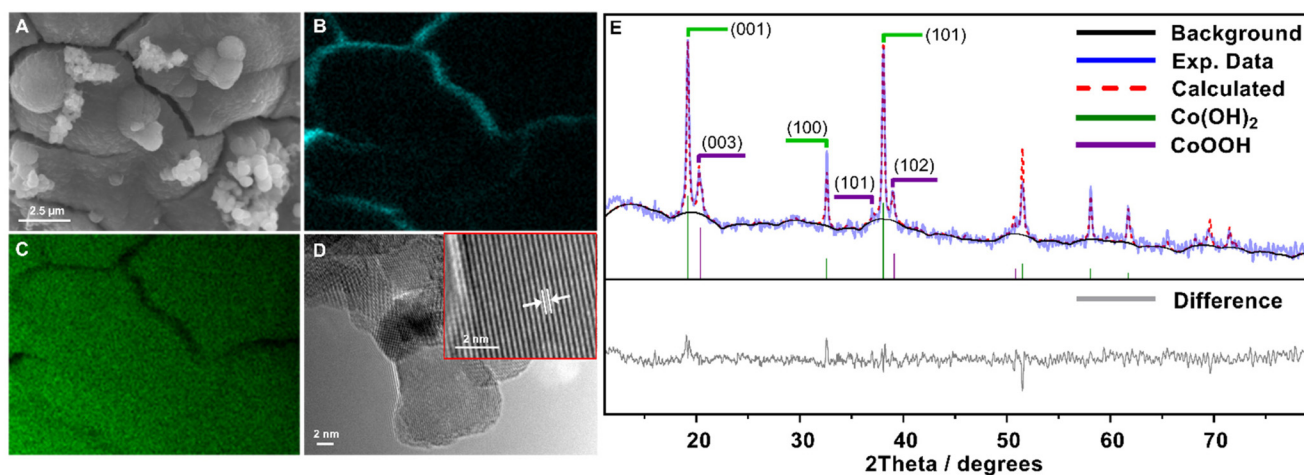 A
2.5 µm
B
C
D
2 nm
2 nm
E
(001)
(003)
(100)
(101)
(101)
(102)
Background
Exp. Data
Calculated
Co(OH)₂
CoOOH
Difference
20 30 40 50 60 70
2Theta / degrees